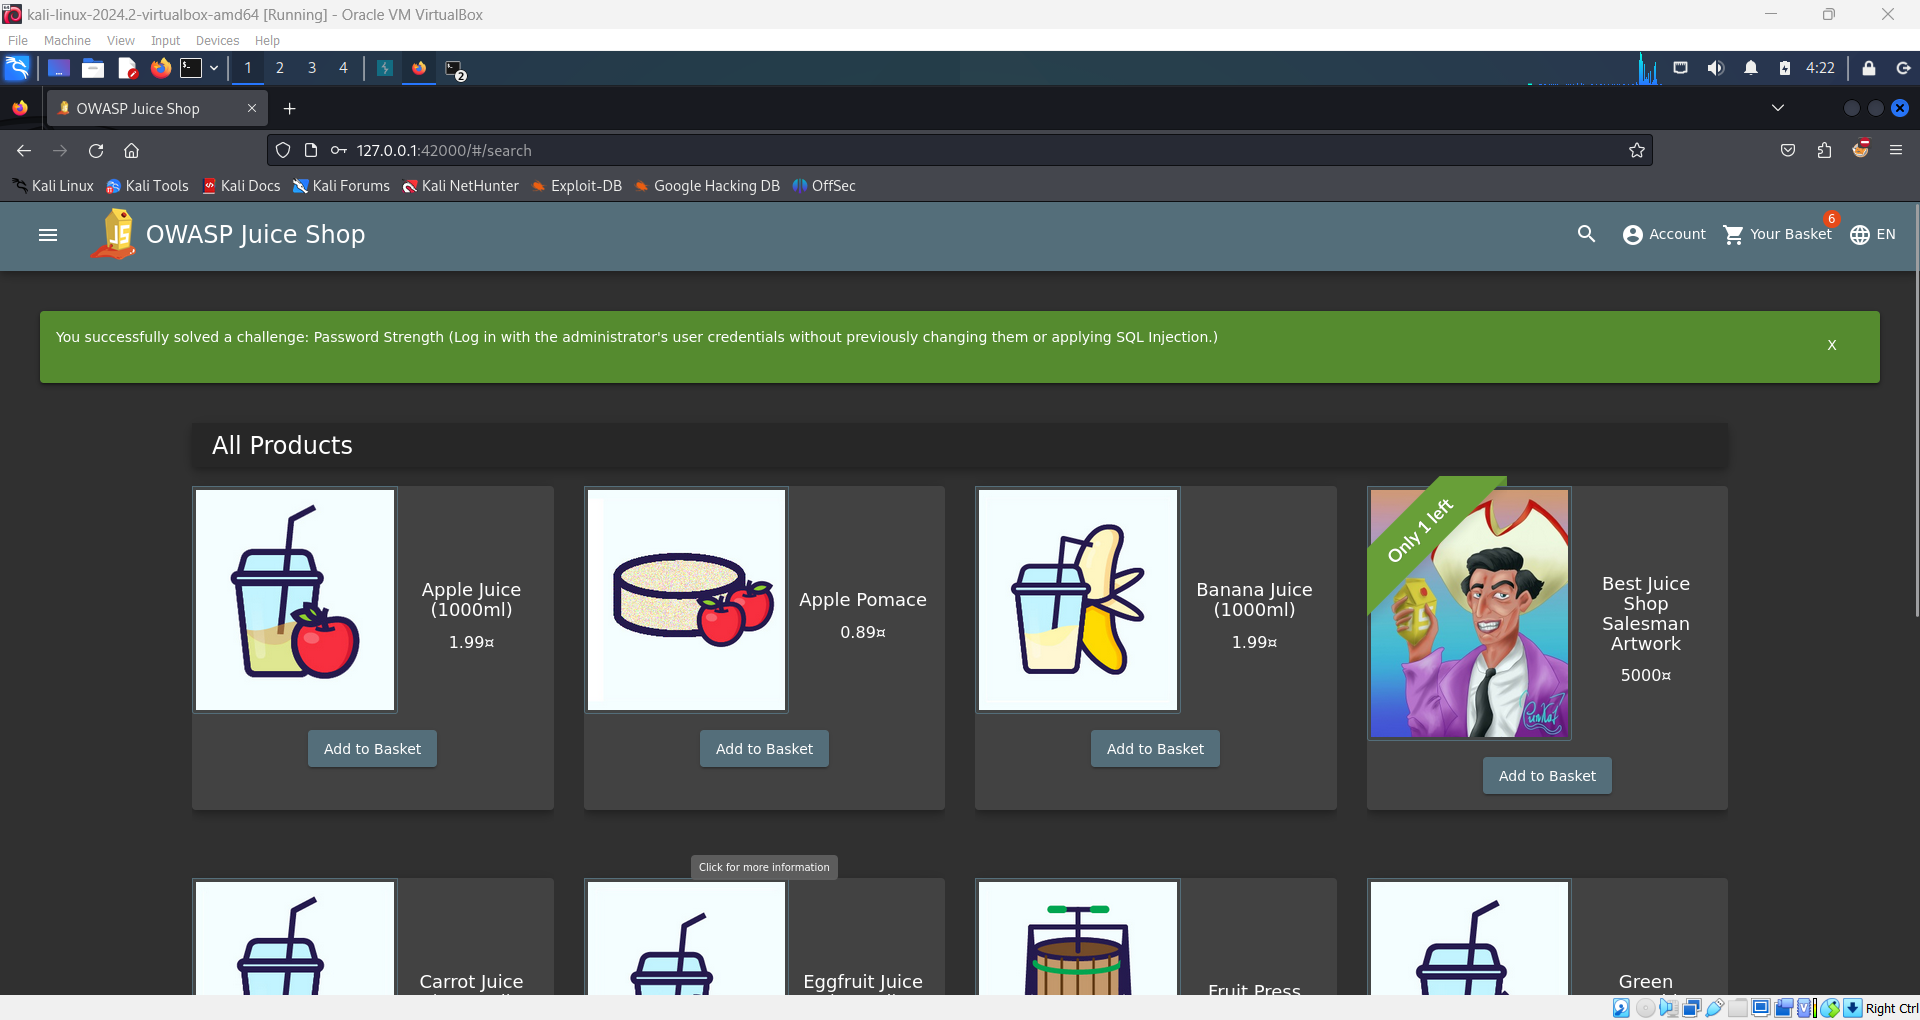 kali-linux-2024.2-virtualbox-amd64 [Running] - Oracle VM VirtualBox
File Machine View Input Devices Help
1 2 3 4 2 4:22
OWASP Juice Shop
127.0.0.1:42000/#/search
Kali Linux Kali Tools Kali Docs Kali Forums Kali NetHunter Exploit-DB Google Hacking DB OffSec
OWASP Juice Shop Account Your Basket 6 EN
You successfully solved a challenge: Password Strength (Log in with the administrator's user credentials without previously changing them or applying SQL Injection.) X
All Products
Apple Juice
(1000ml)
1.99¤
Add to Basket
Apple Pomace
0.89¤
Add to Basket
Banana Juice
(1000ml)
1.99¤
Add to Basket
Only 1 left
Best Juice
Shop
Salesman
Artwork
5000¤
Add to Basket
Click for more information
Carrot Juice
Eggfruit Juice
Fruit Press
Green
Right Ctrl